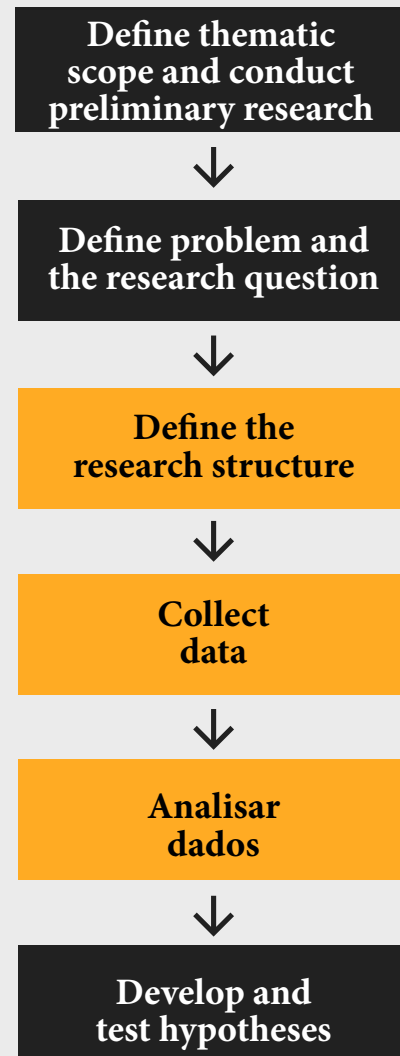 Define thematic
scope and conduct
preliminary research
Define problem and
the research question
Define the
research structure
Collect
data
Analisar
dados
Develop and
test hypotheses